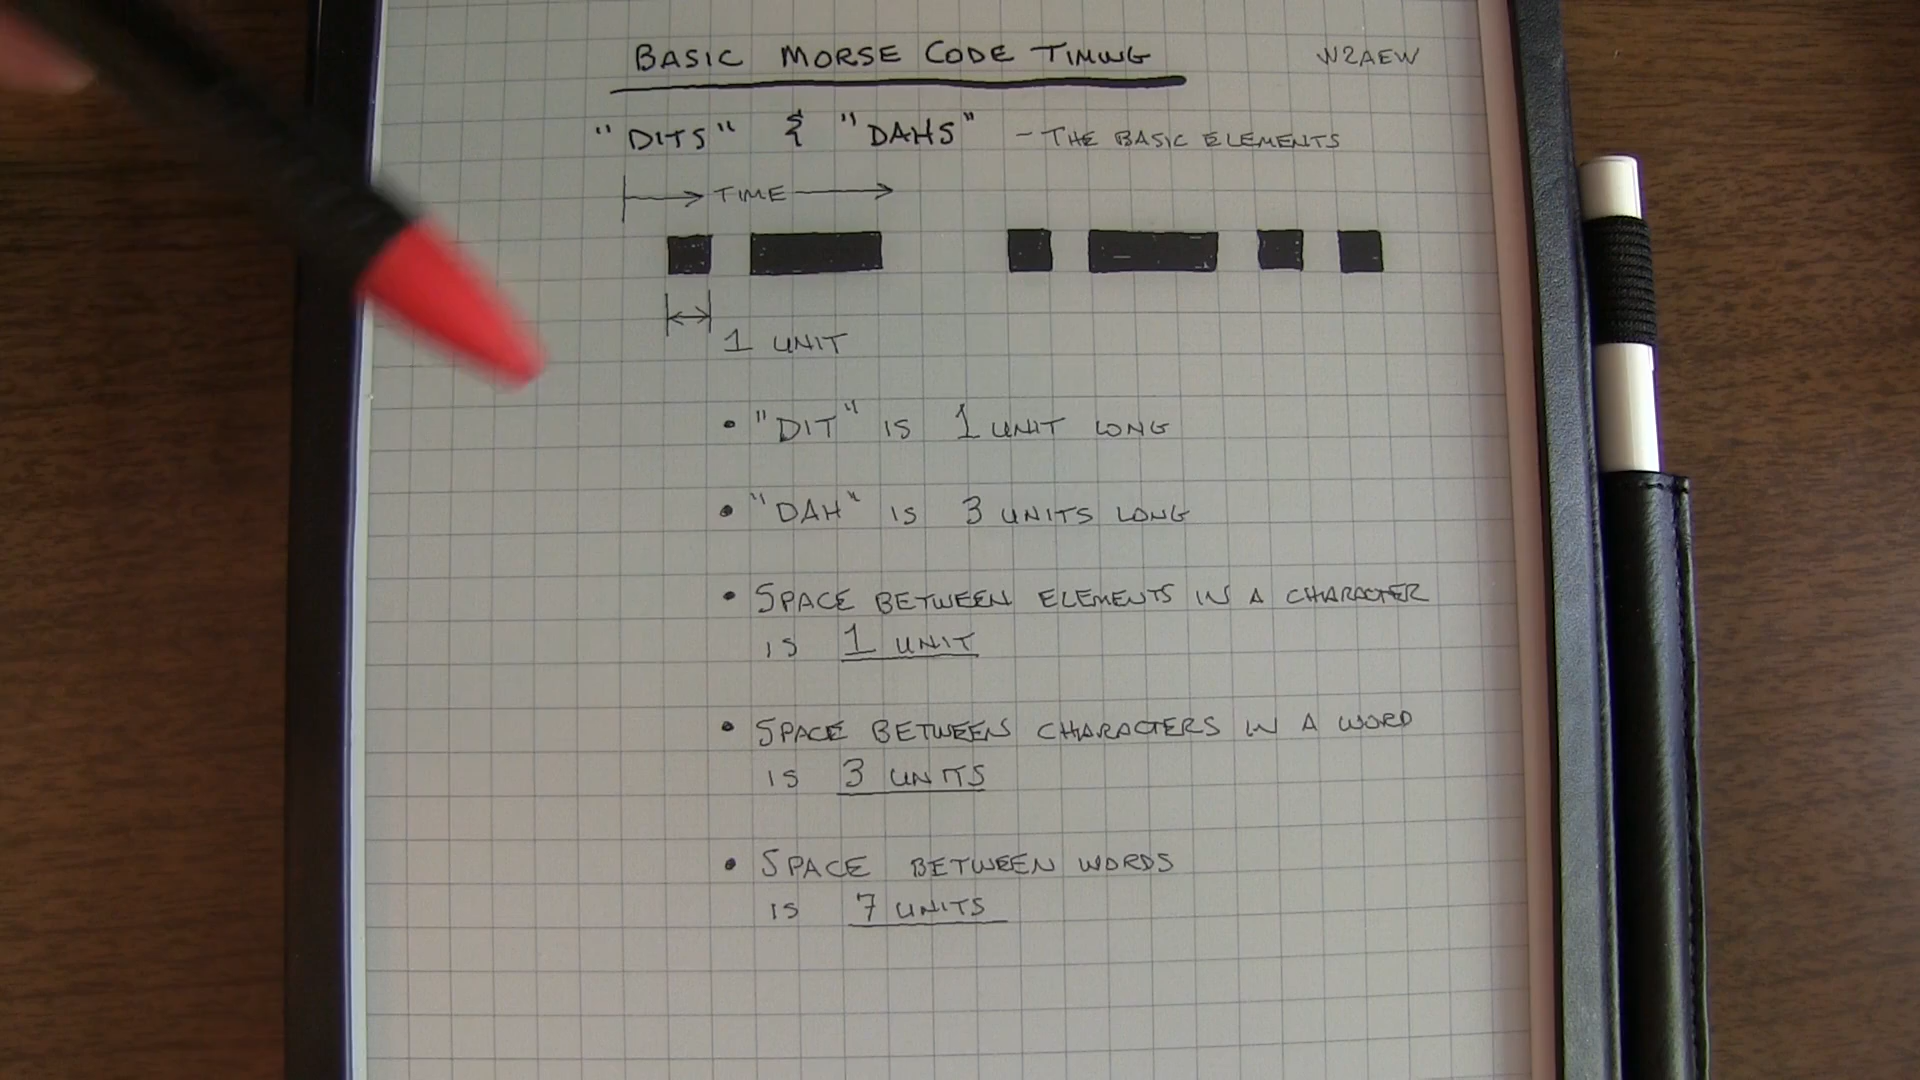 BASIC MORSE CODE TIMING
W2AEW
"DITS" & "DAHS" - THE BASIC ELEMENTS
TIME
1 UNIT
• "DIT" IS 1 UNIT LONG
• "DAH" IS 3 UNITS LONG
• SPACE BETWEEN ELEMENTS IN A CHARACTER
IS 1 UNIT
• SPACE BETWEEN CHARACTERS IN A WORD
IS 3 UNITS
• SPACE BETWEEN WORDS
IS 7 UNITS